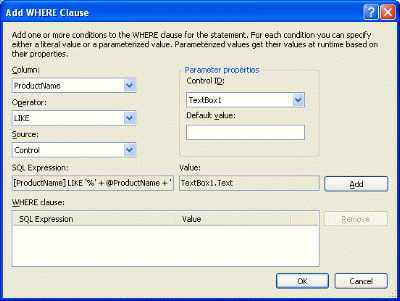 Add WHERE Clause
Add one or more conditions to the WHERE clause for the statement. For each condition you can specify
either a literal value or a parameterized value. Parameterized values get their values at runtime based on
their properties.
Column:
ProductName
Operator:
LIKE
Source:
Control
Parameter properties
Control ID:
TextBox1
Default value:
SQL Expression:
[ProductName] LIKE '%' + @ProductName + '
Value:
TextBox1.Text
Add
WHERE clause:
SQL Expression
Value
Remove
OK
Cancel